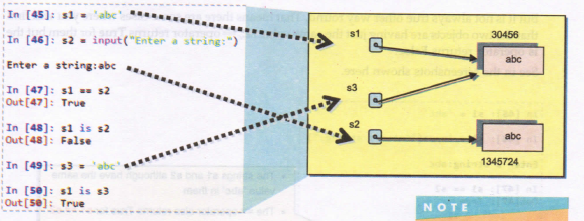 In [45]: s1 = 'abc'
In [46]: s2 = input("Enter a string:")
Enter a string:abc
In [47]: s1 == s2
Out[47]: True
In [48]: s1 is s2
Out[48]: False
In [49]: s3 = 'abc'
In [50]: s1 is s3
Out[50]: True
s1
30456
abc
s3
s2
abc
1345724
NOTE